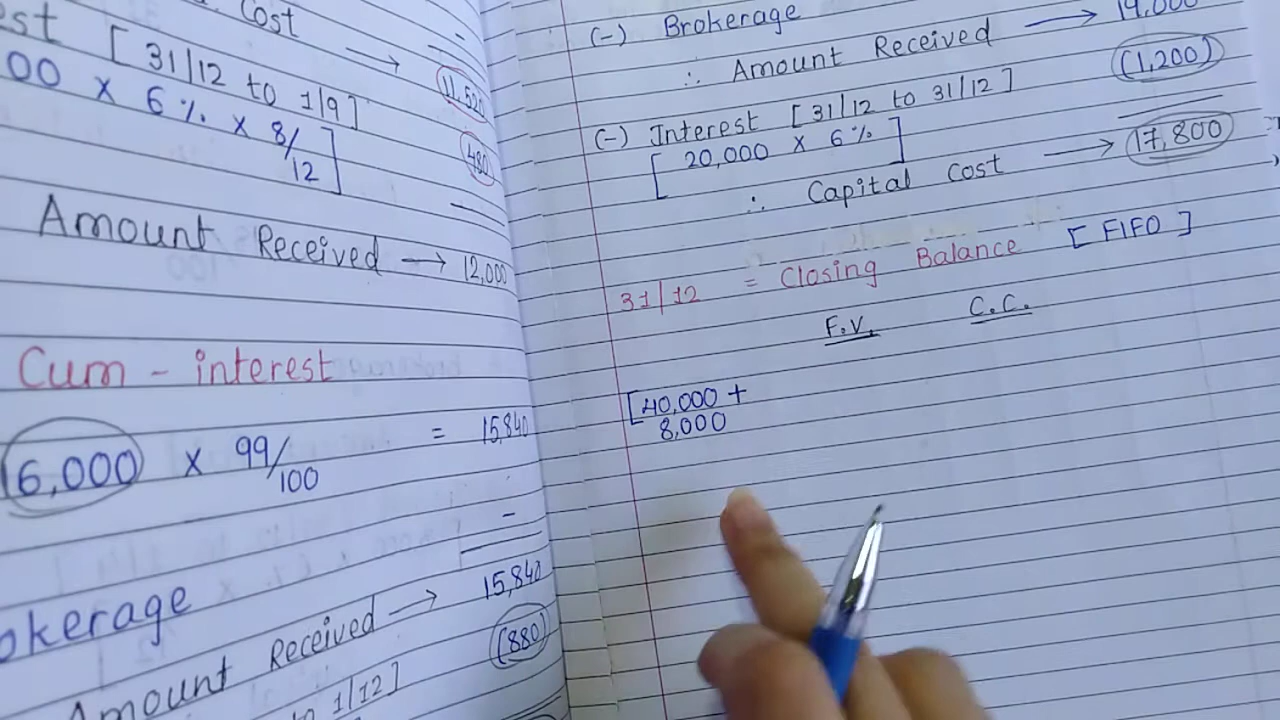 Cost → -
est [ 31/12 to 1/9 ] 11,520
00 × 6% × 8/12 ] 480
Amount Received → 12,000
Cum - interest
16,000 × 99/100 = 15,840
okerage -
Amount Received → 15,840
to 1/12] (880)
(-) Brokerage
∴ Amount Received → 19,000
(-) Interest [ 31/12 to 31/12 ] (1,200)
[ 20,000 × 6% ]
∴ Capital Cost → 17,800
31/12 = Closing Balance [ FIFO ]
F.V. C.C.
[ 40,000 +
8,000